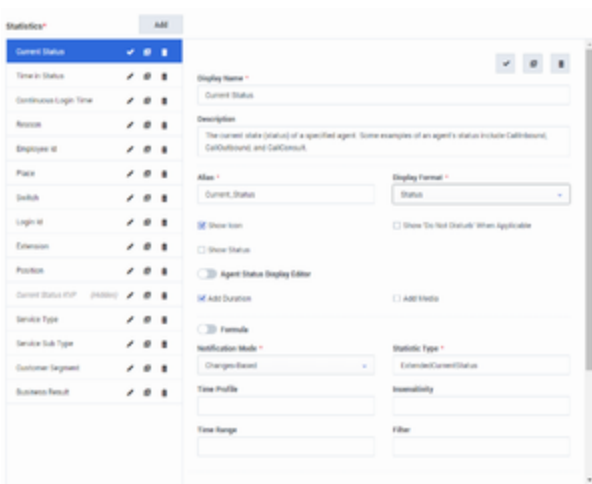 Statistics*
Add
Current Status
Time in Status
Continuous Login Time
Reason
Employee Id
Place
Switch
Login Id
Extension
Position
Current Status KVP (Hidden)
Service Type
Service Sub Type
Customer Segment
Business Result
Display Name *
Current Status
Description
The current state (status) of a specified agent. Some examples of an agent's status include CallInbound,
CallOutbound, and CallConsult.
Alias * Display Format *
Current_Status Status
Show Icon Show 'Do Not Disturb' When Applicable
Show Status
Agent Status Display Editor
Add Duration Add Media
Formula
Notification Mode * Statistic Type *
Changes-Based ExtendedCurrentStatus
Time Profile Insensitivity
Time Range Filter